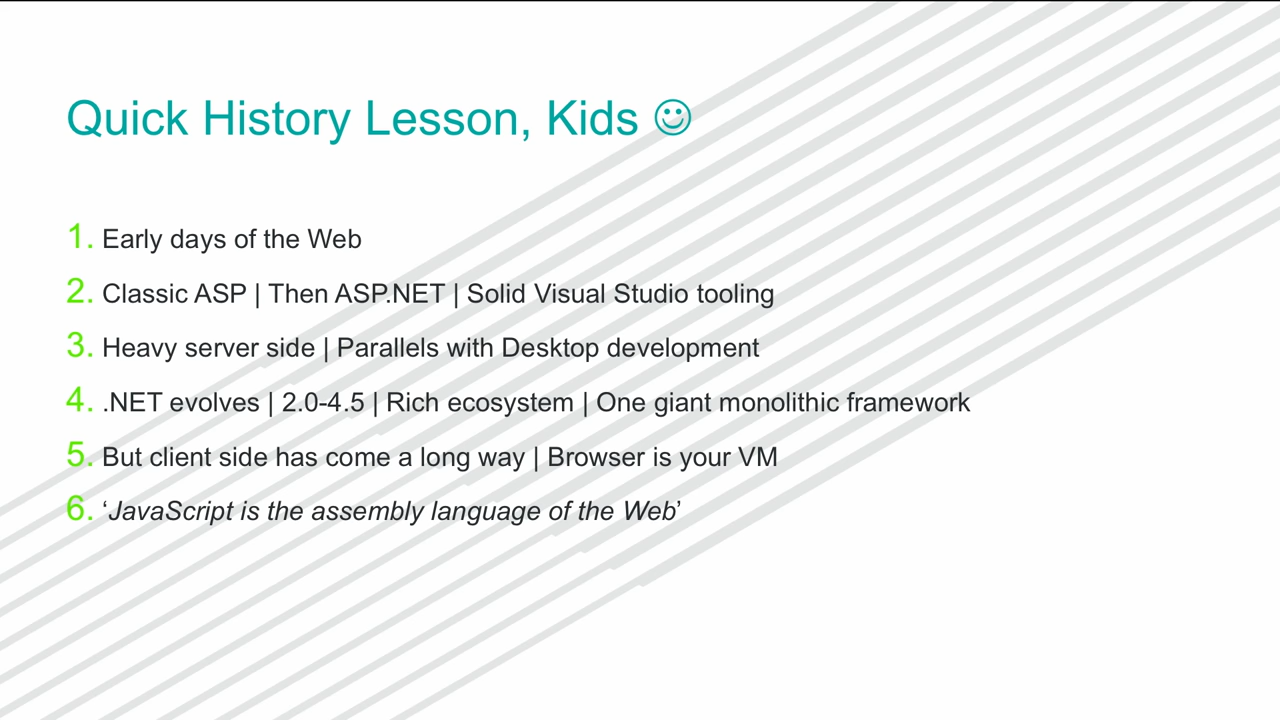 Quick History Lesson, Kids ☺
1. Early days of the Web
2. Classic ASP | Then ASP.NET | Solid Visual Studio tooling
3. Heavy server side | Parallels with Desktop development
4. .NET evolves | 2.0-4.5 | Rich ecosystem | One giant monolithic framework
5. But client side has come a long way | Browser is your VM
6. ‘JavaScript is the assembly language of the Web’